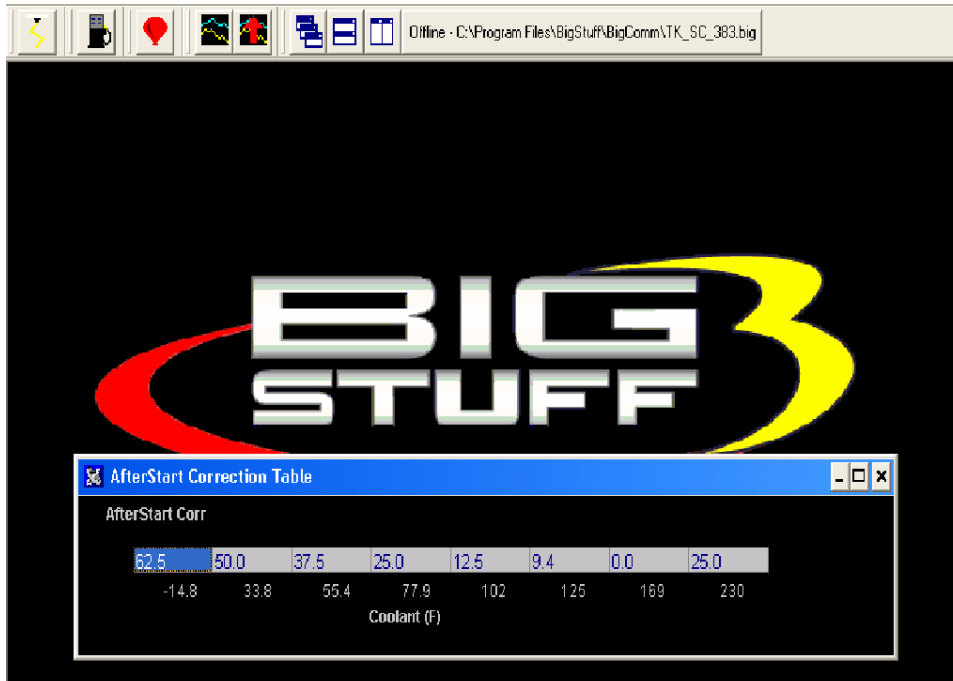 Offline - C:\Program Files\BigStuff\BigComm\TK_SC_383.big
BIG 3
STUFF
AfterStart Correction Table
AfterStart Corr
62.5 50.0 37.5 25.0 12.5 9.4 0.0 25.0
-14.8 33.8 55.4 77.9 102 125 169 230
Coolant (F)